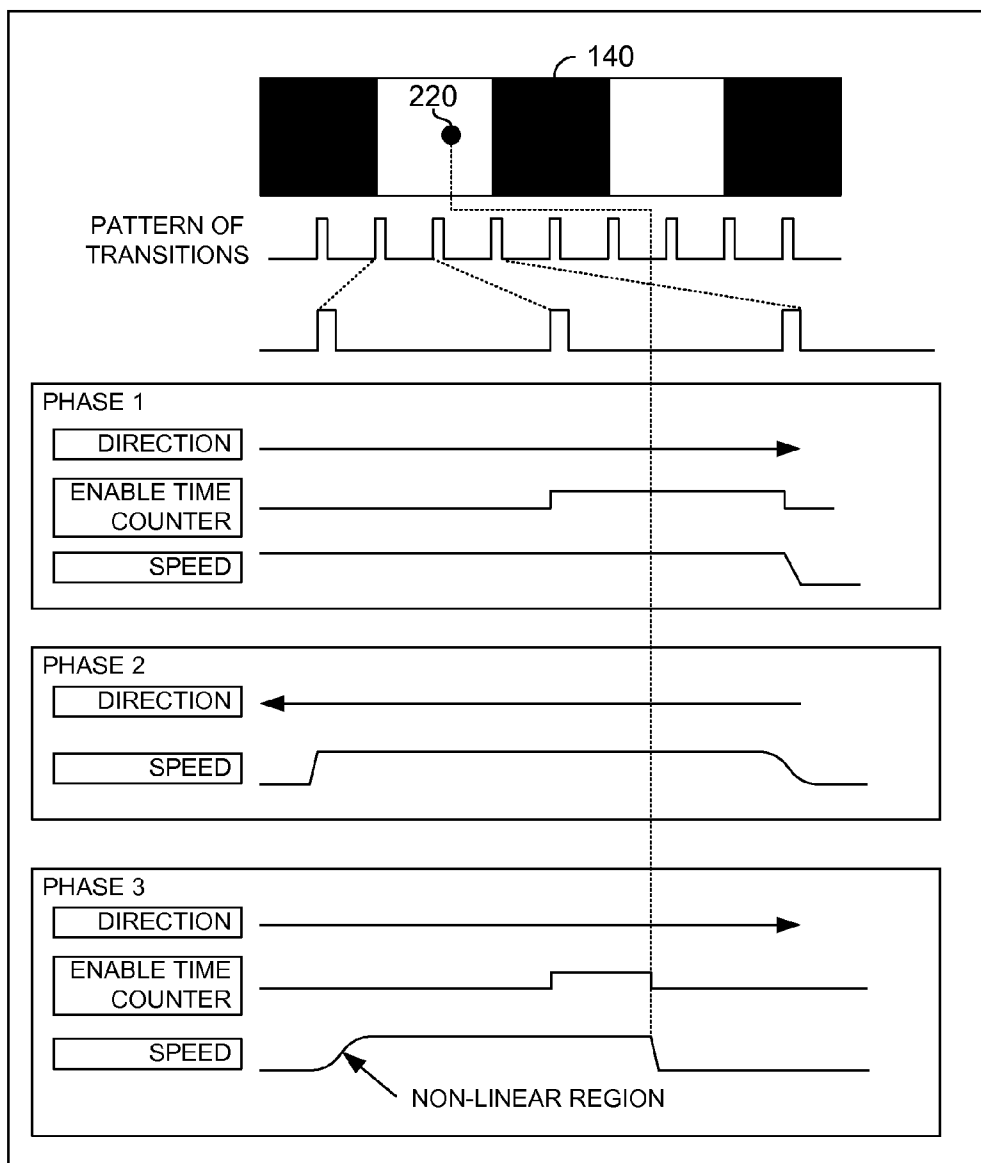 140
220
PATTERN OF
TRANSITIONS
PHASE 1
DIRECTION
ENABLE TIME
COUNTER
SPEED
PHASE 2
DIRECTION
SPEED
PHASE 3
DIRECTION
ENABLE TIME
COUNTER
SPEED
NON-LINEAR REGION